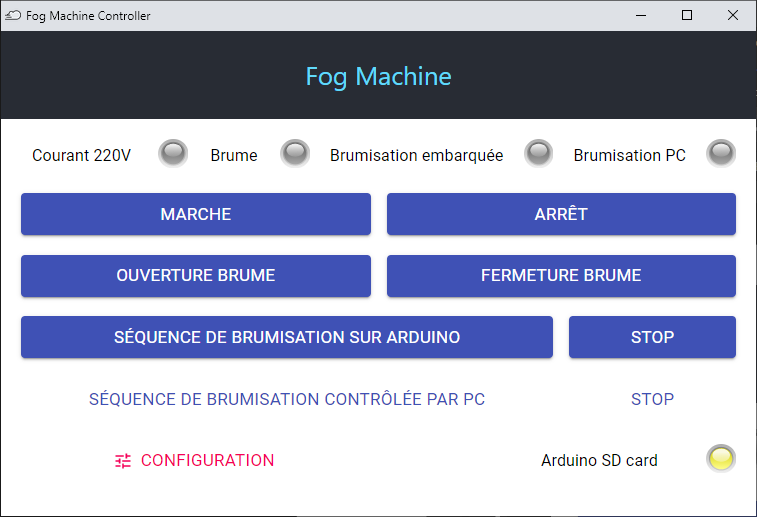 Fog Machine Controller
Fog Machine
Courant 220V Brume Brumisation embarquée Brumisation PC
MARCHE ARRÊT
OUVERTURE BRUME FERMETURE BRUME
SÉQUENCE DE BRUMISATION SUR ARDUINO STOP
SÉQUENCE DE BRUMISATION CONTRÔLÉE PAR PC STOP
CONFIGURATION Arduino SD card